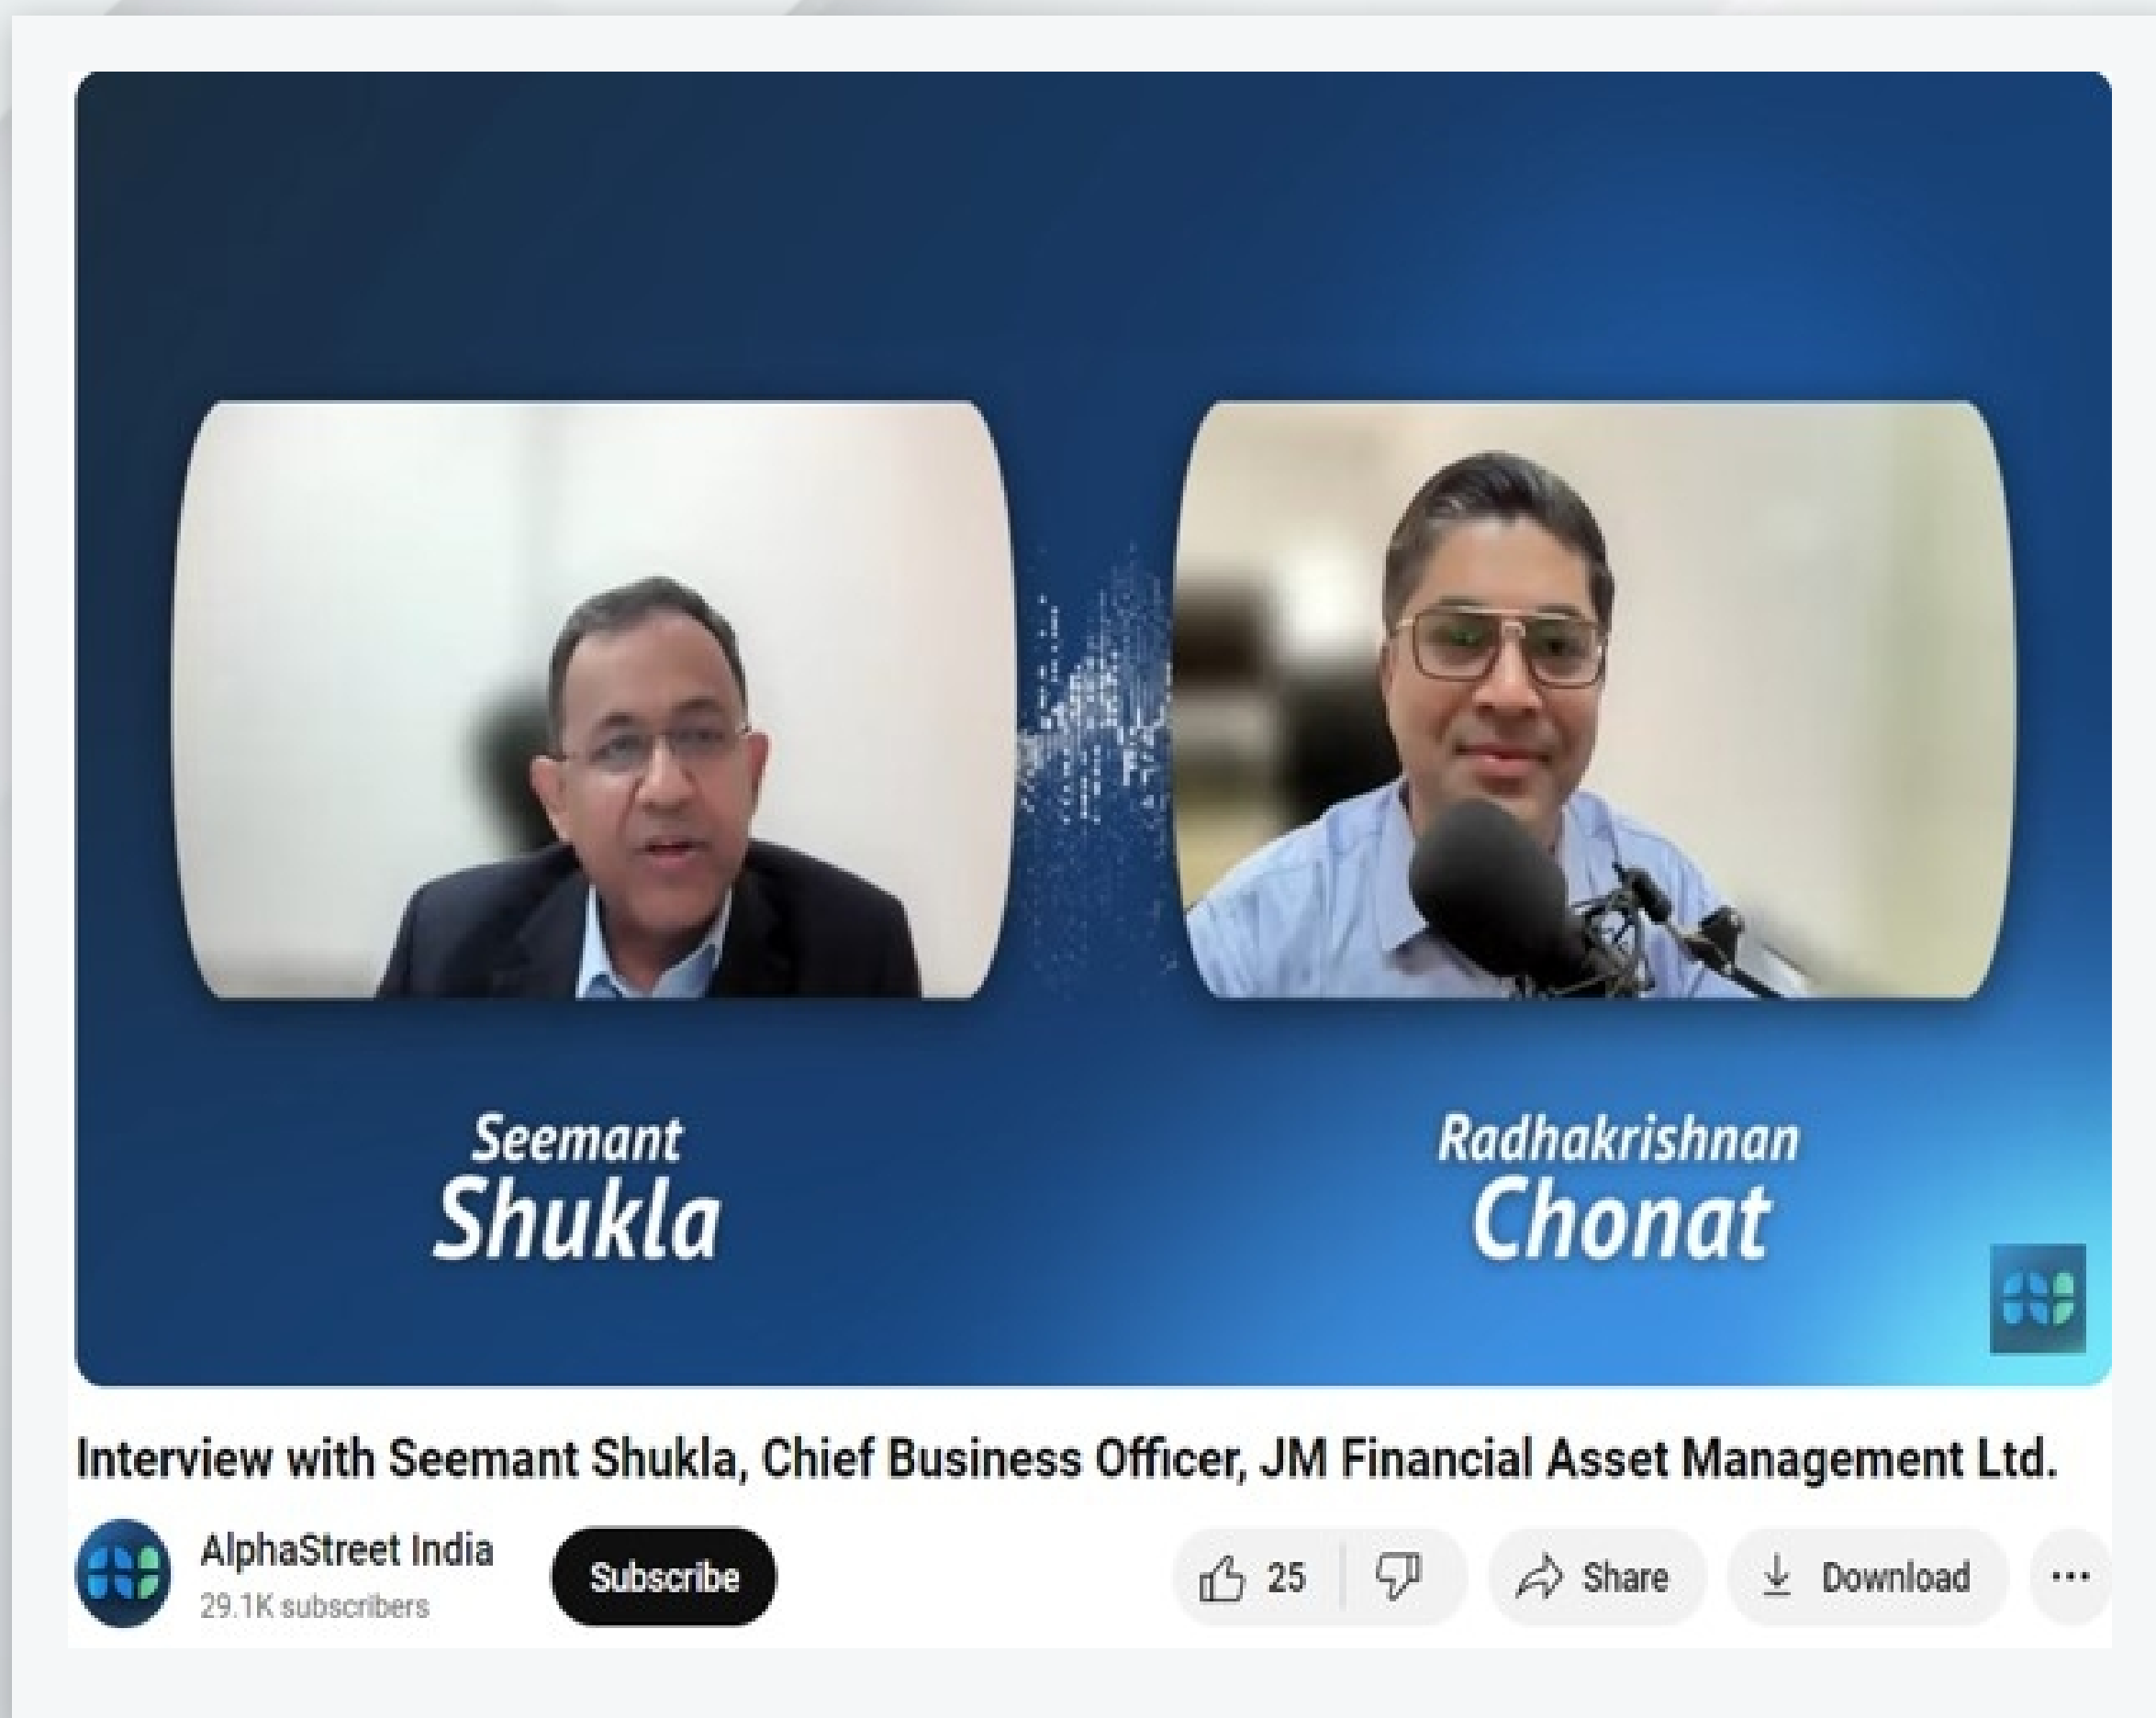 Seemant
Shukla
Radhakrishnan
Chonat
Interview with Seemant Shukla, Chief Business Officer, JM Financial Asset Management Ltd.
AlphaStreet India
29.1K subscribers
Subscribe
25
Share
Download